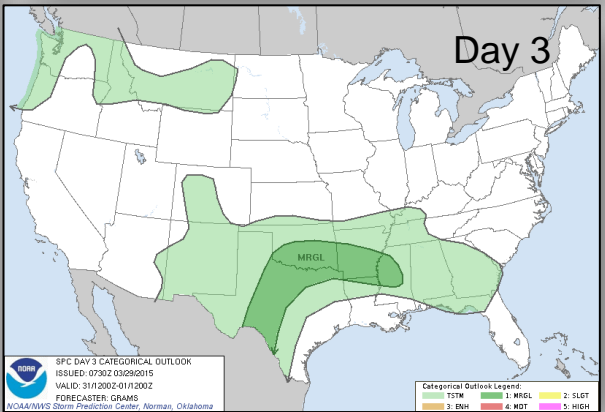 Day 3
MRGL
NOAA
SPC DAY 3 CATEGORICAL OUTLOOK
ISSUED: 0730Z 03/29/2015
VALID: 31/1200Z-01/1200Z
FORECASTER: GRAMS
NOAA/NWS Storm Prediction Center, Norman, Oklahoma
Categorical Outlook Legend:
TSTM 1: MRGL 2: SLGT
3: ENH 4: MDT 5: HIGH